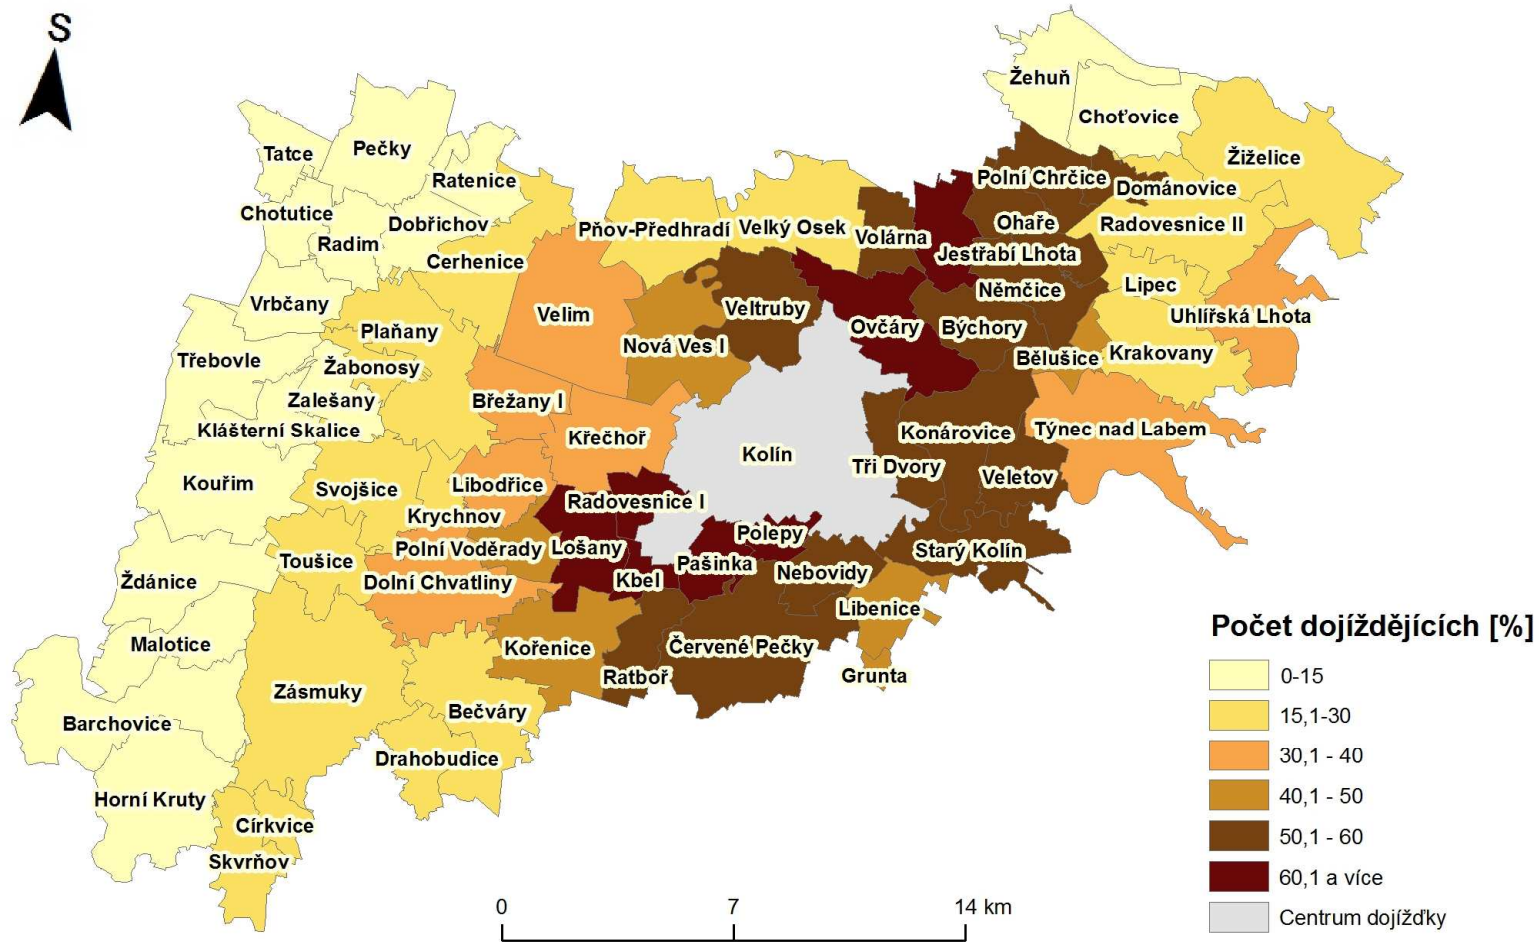 S
Žehuň
Choťovice
Tatce
Pečky
Žiželice
Ratenice
Polní Chrčice
Dománovice
Chotutice
Dobřichov
Radim
Pňov-Předhradí
Velký Osek
Volárna
Ohaře
Radovesnice II
Cerhenice
Jestřabí Lhota
Vrbčany
Němčice
Lipec
Velim
Veltruby
Uhlířská Lhota
Plaňany
Ovčáry
Býchory
Třebovle
Žabonosy
Nová Ves I
Bělušice
Krakovany
Zalešany
Břežany I
Klášterní Skalice
Křečhoř
Konárovice
Týnec nad Labem
Kolín
Tři Dvory
Kouřim
Svojšice
Libodřice
Veletov
Krychnov
Radovesnice I
Polní Voděrady
Lošany
Polepy
Starý Kolín
Toušice
Pašinka
Ždánice
Dolní Chvatliny
Kbel
Nebovidy
Libenice
Malotice
Kořenice
Červené Pečky
Ratboř
Grunta
Zásmuky
Bečváry
Barchovice
Drahobudice
Horní Kruty
Církvice
Skvrňov
Počet dojíždějících [%]
0-15
15,1-30
30,1 - 40
40,1 - 50
50,1 - 60
60,1 a více
Centrum dojížďky
0 7 14 km